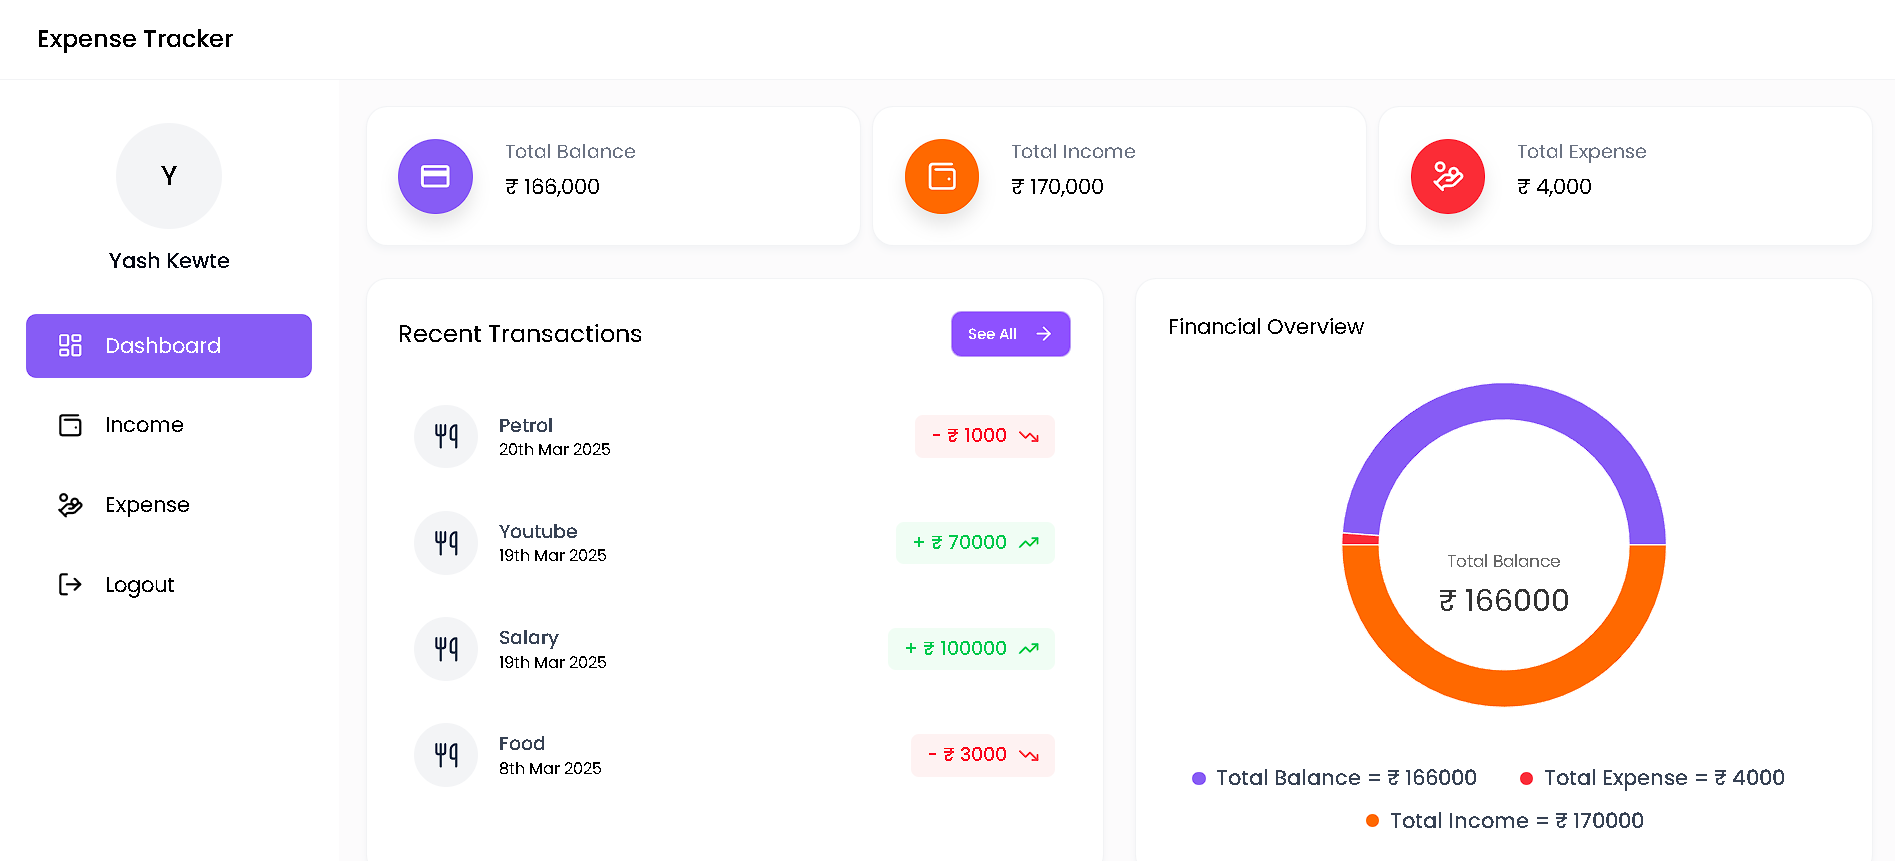 Expense Tracker
Y
Yash Kewte
Dashboard
Income
Expense
Logout
Total Balance
₹ 166,000
Total Income
₹ 170,000
Total Expense
₹ 4,000
Recent Transactions
See All
Petrol
20th Mar 2025
- ₹ 1000
Youtube
19th Mar 2025
+ ₹ 70000
Salary
19th Mar 2025
+ ₹ 100000
Food
8th Mar 2025
- ₹ 3000
Financial Overview
Total Balance
₹ 166000
Total Balance = ₹ 166000
Total Expense = ₹ 4000
Total Income = ₹ 170000